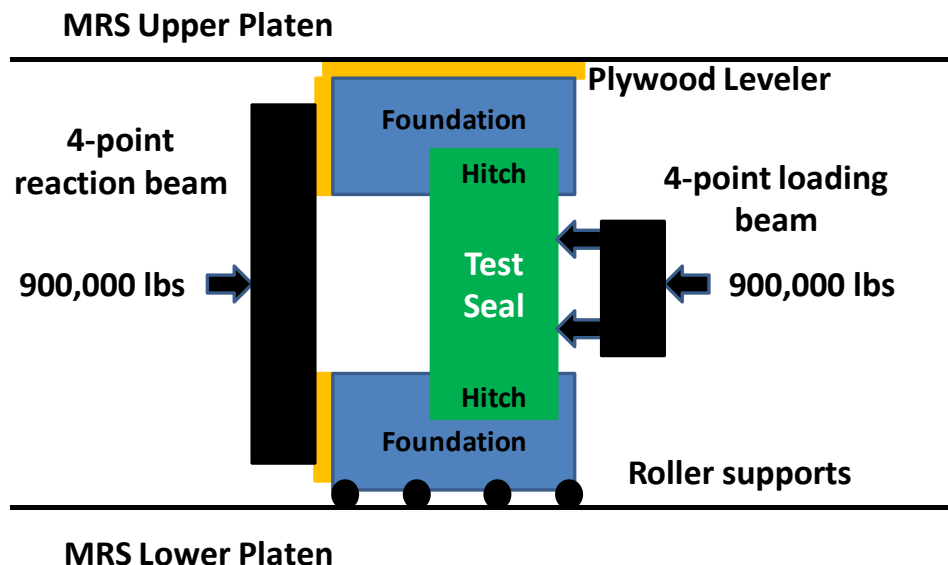 MRS Upper Platen
Plywood Leveler
Foundation
4-point
reaction beam
Hitch
4-point loading
beam
900,000 lbs
Test
Seal
900,000 lbs
Hitch
Foundation
Roller supports
MRS Lower Platen